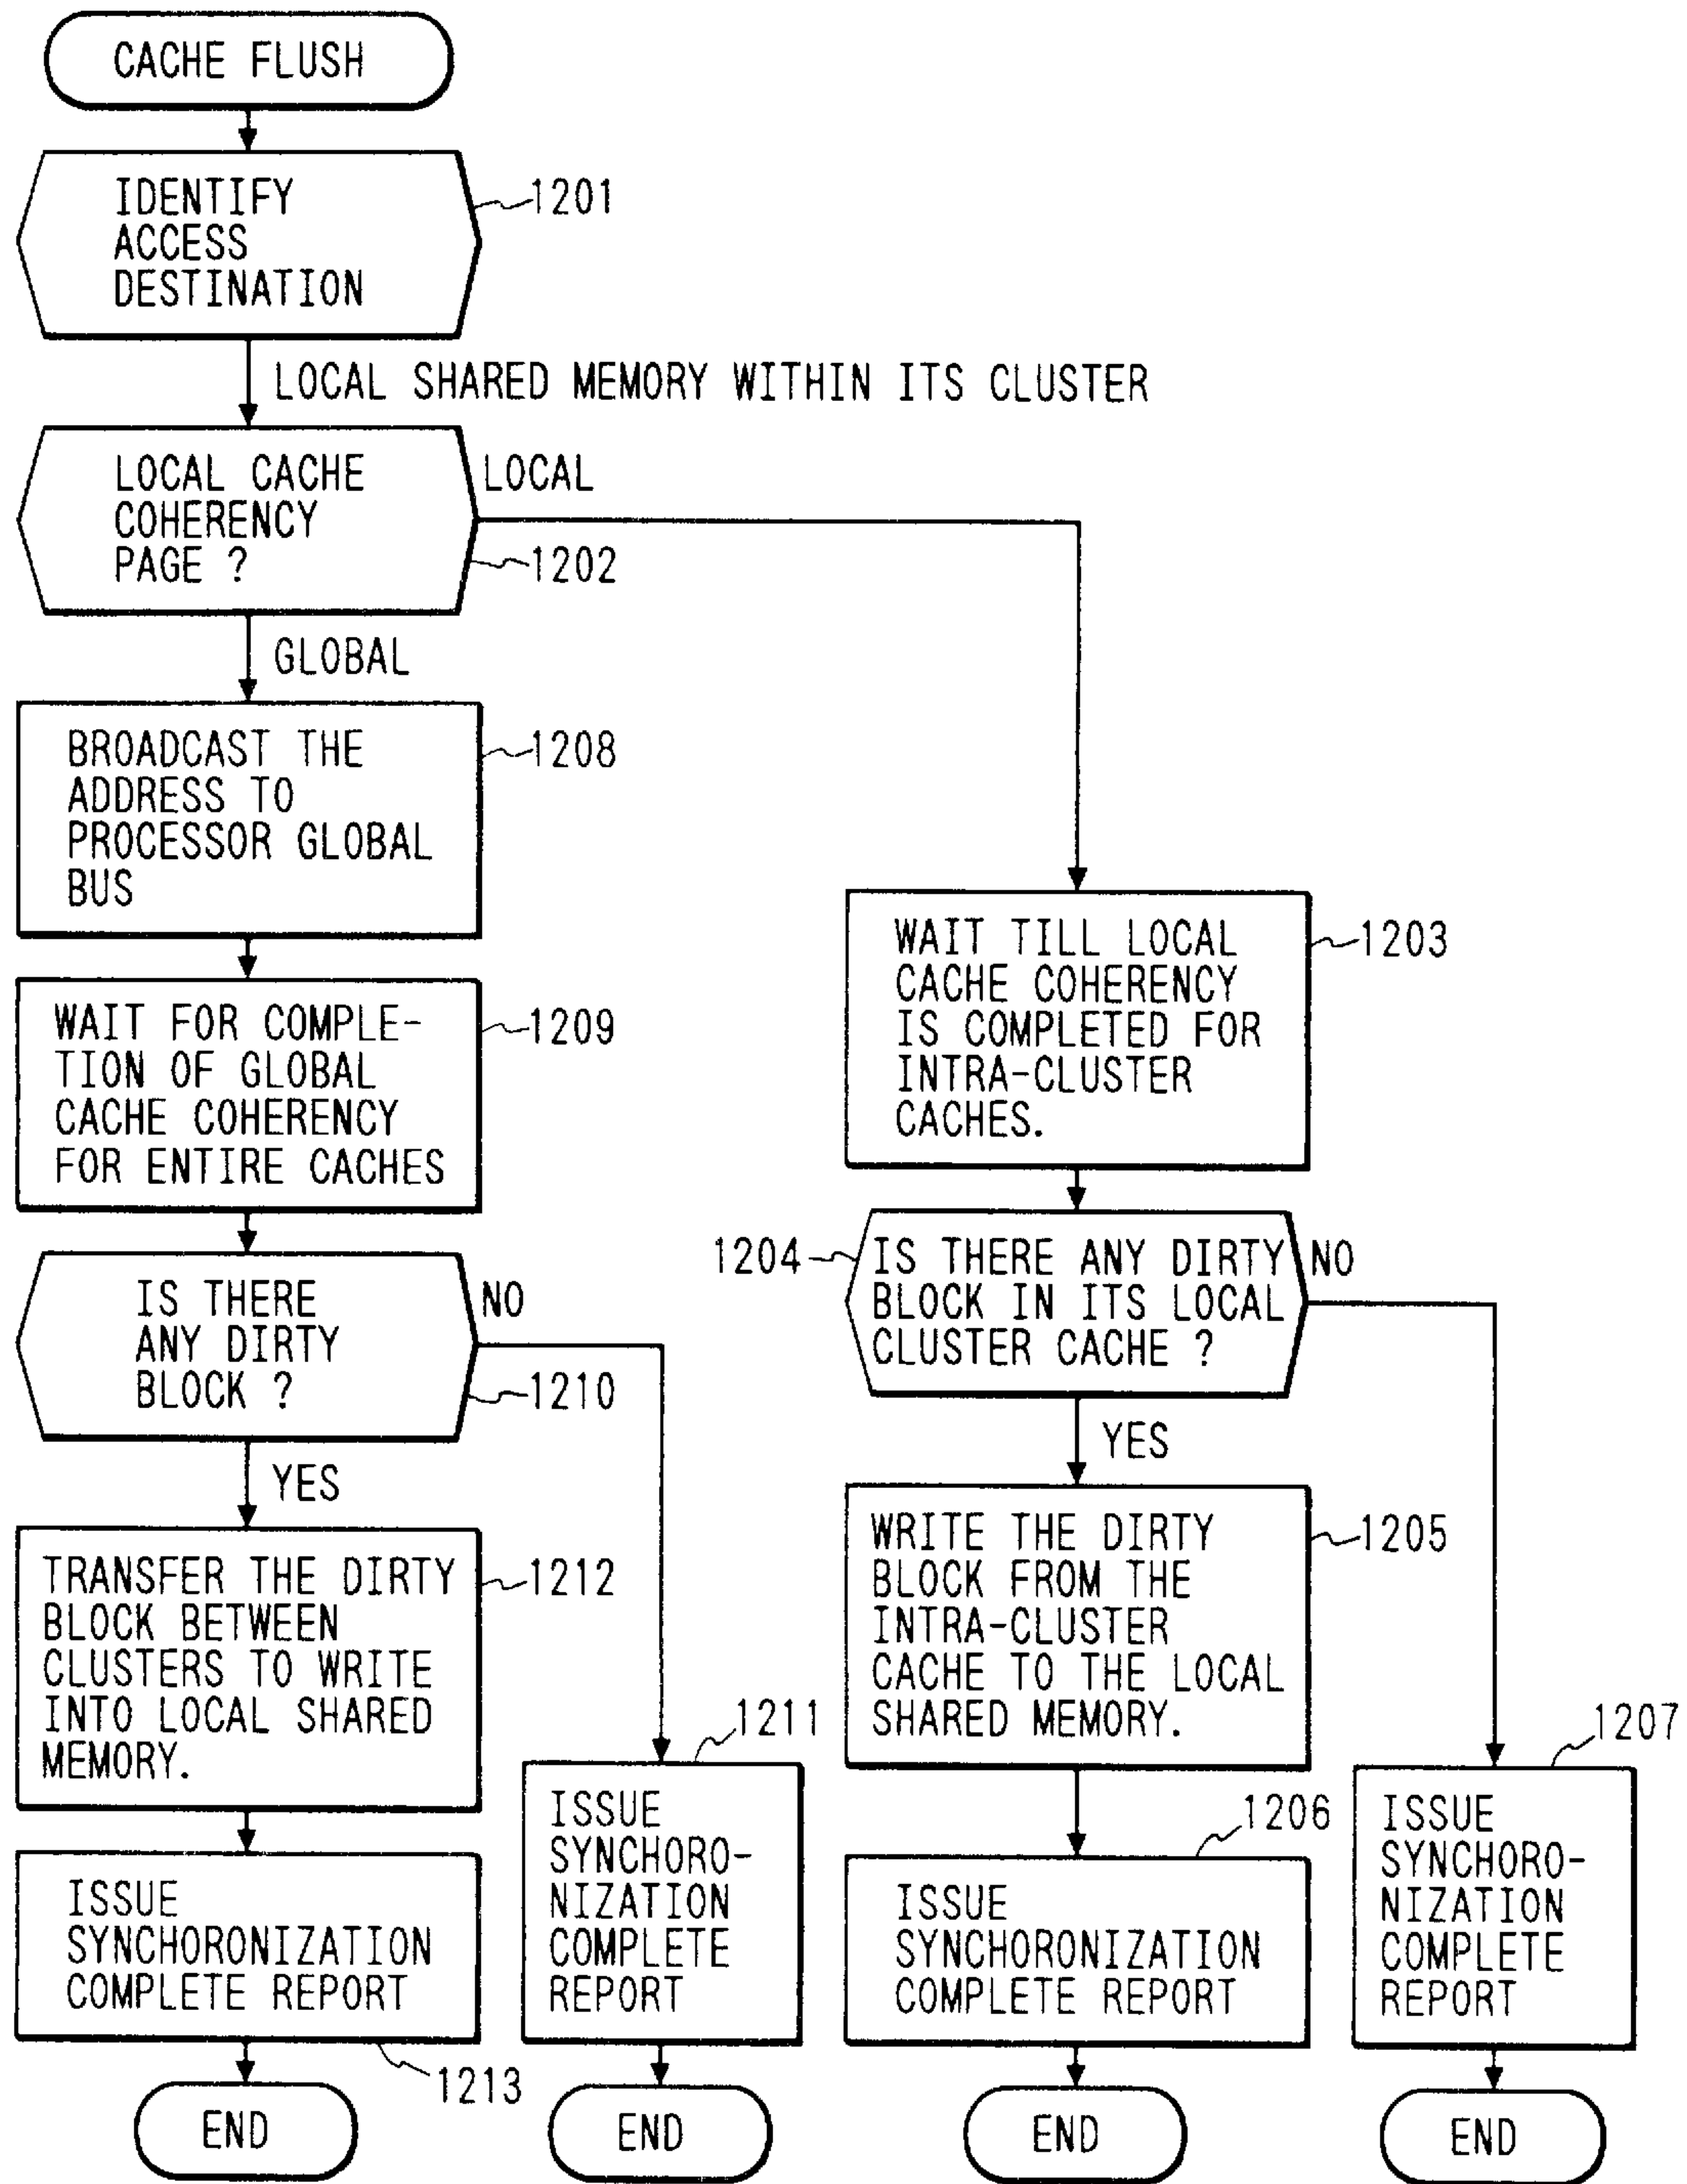 CACHE FLUSH
IDENTIFY
ACCESS
DESTINATION
1201
LOCAL SHARED MEMORY WITHIN ITS CLUSTER
LOCAL CACHE
COHERENCY
PAGE ?
LOCAL
1202
GLOBAL
BROADCAST THE
ADDRESS TO
PROCESSOR GLOBAL
BUS
1208
WAIT FOR COMPLE-
TION OF GLOBAL
CACHE COHERENCY
FOR ENTIRE CACHES
1209
IS THERE
ANY DIRTY
BLOCK ?
NO
1210
YES
TRANSFER THE DIRTY
BLOCK BETWEEN
CLUSTERS TO WRITE
INTO LOCAL SHARED
MEMORY.
1212
ISSUE
SYNCHORONIZATION
COMPLETE REPORT
1213
END
1211
ISSUE
SYNCHORO-
NIZATION
COMPLETE
REPORT
END
WAIT TILL LOCAL
CACHE COHERENCY
IS COMPLETED FOR
INTRA-CLUSTER
CACHES.
1203
1204
IS THERE ANY DIRTY
BLOCK IN ITS LOCAL
CLUSTER CACHE ?
NO
YES
WRITE THE DIRTY
BLOCK FROM THE
INTRA-CLUSTER
CACHE TO THE LOCAL
SHARED MEMORY.
1205
1206
ISSUE
SYNCHORONIZATION
COMPLETE REPORT
END
1207
ISSUE
SYNCHORO-
NIZATION
COMPLETE
REPORT
END